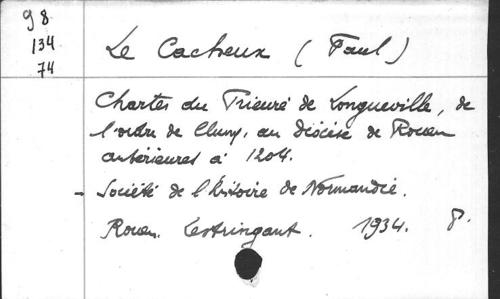 98
134
74
Le Cacheux (Paul)
Chartes du Prieuré de Longueville, de
l'ordre de Cluny, au diocèse de Rouen
antérieures à 1204.
- Société de l'histoire de Normandie.
Rouen. Lestringant. 1934. 8°.